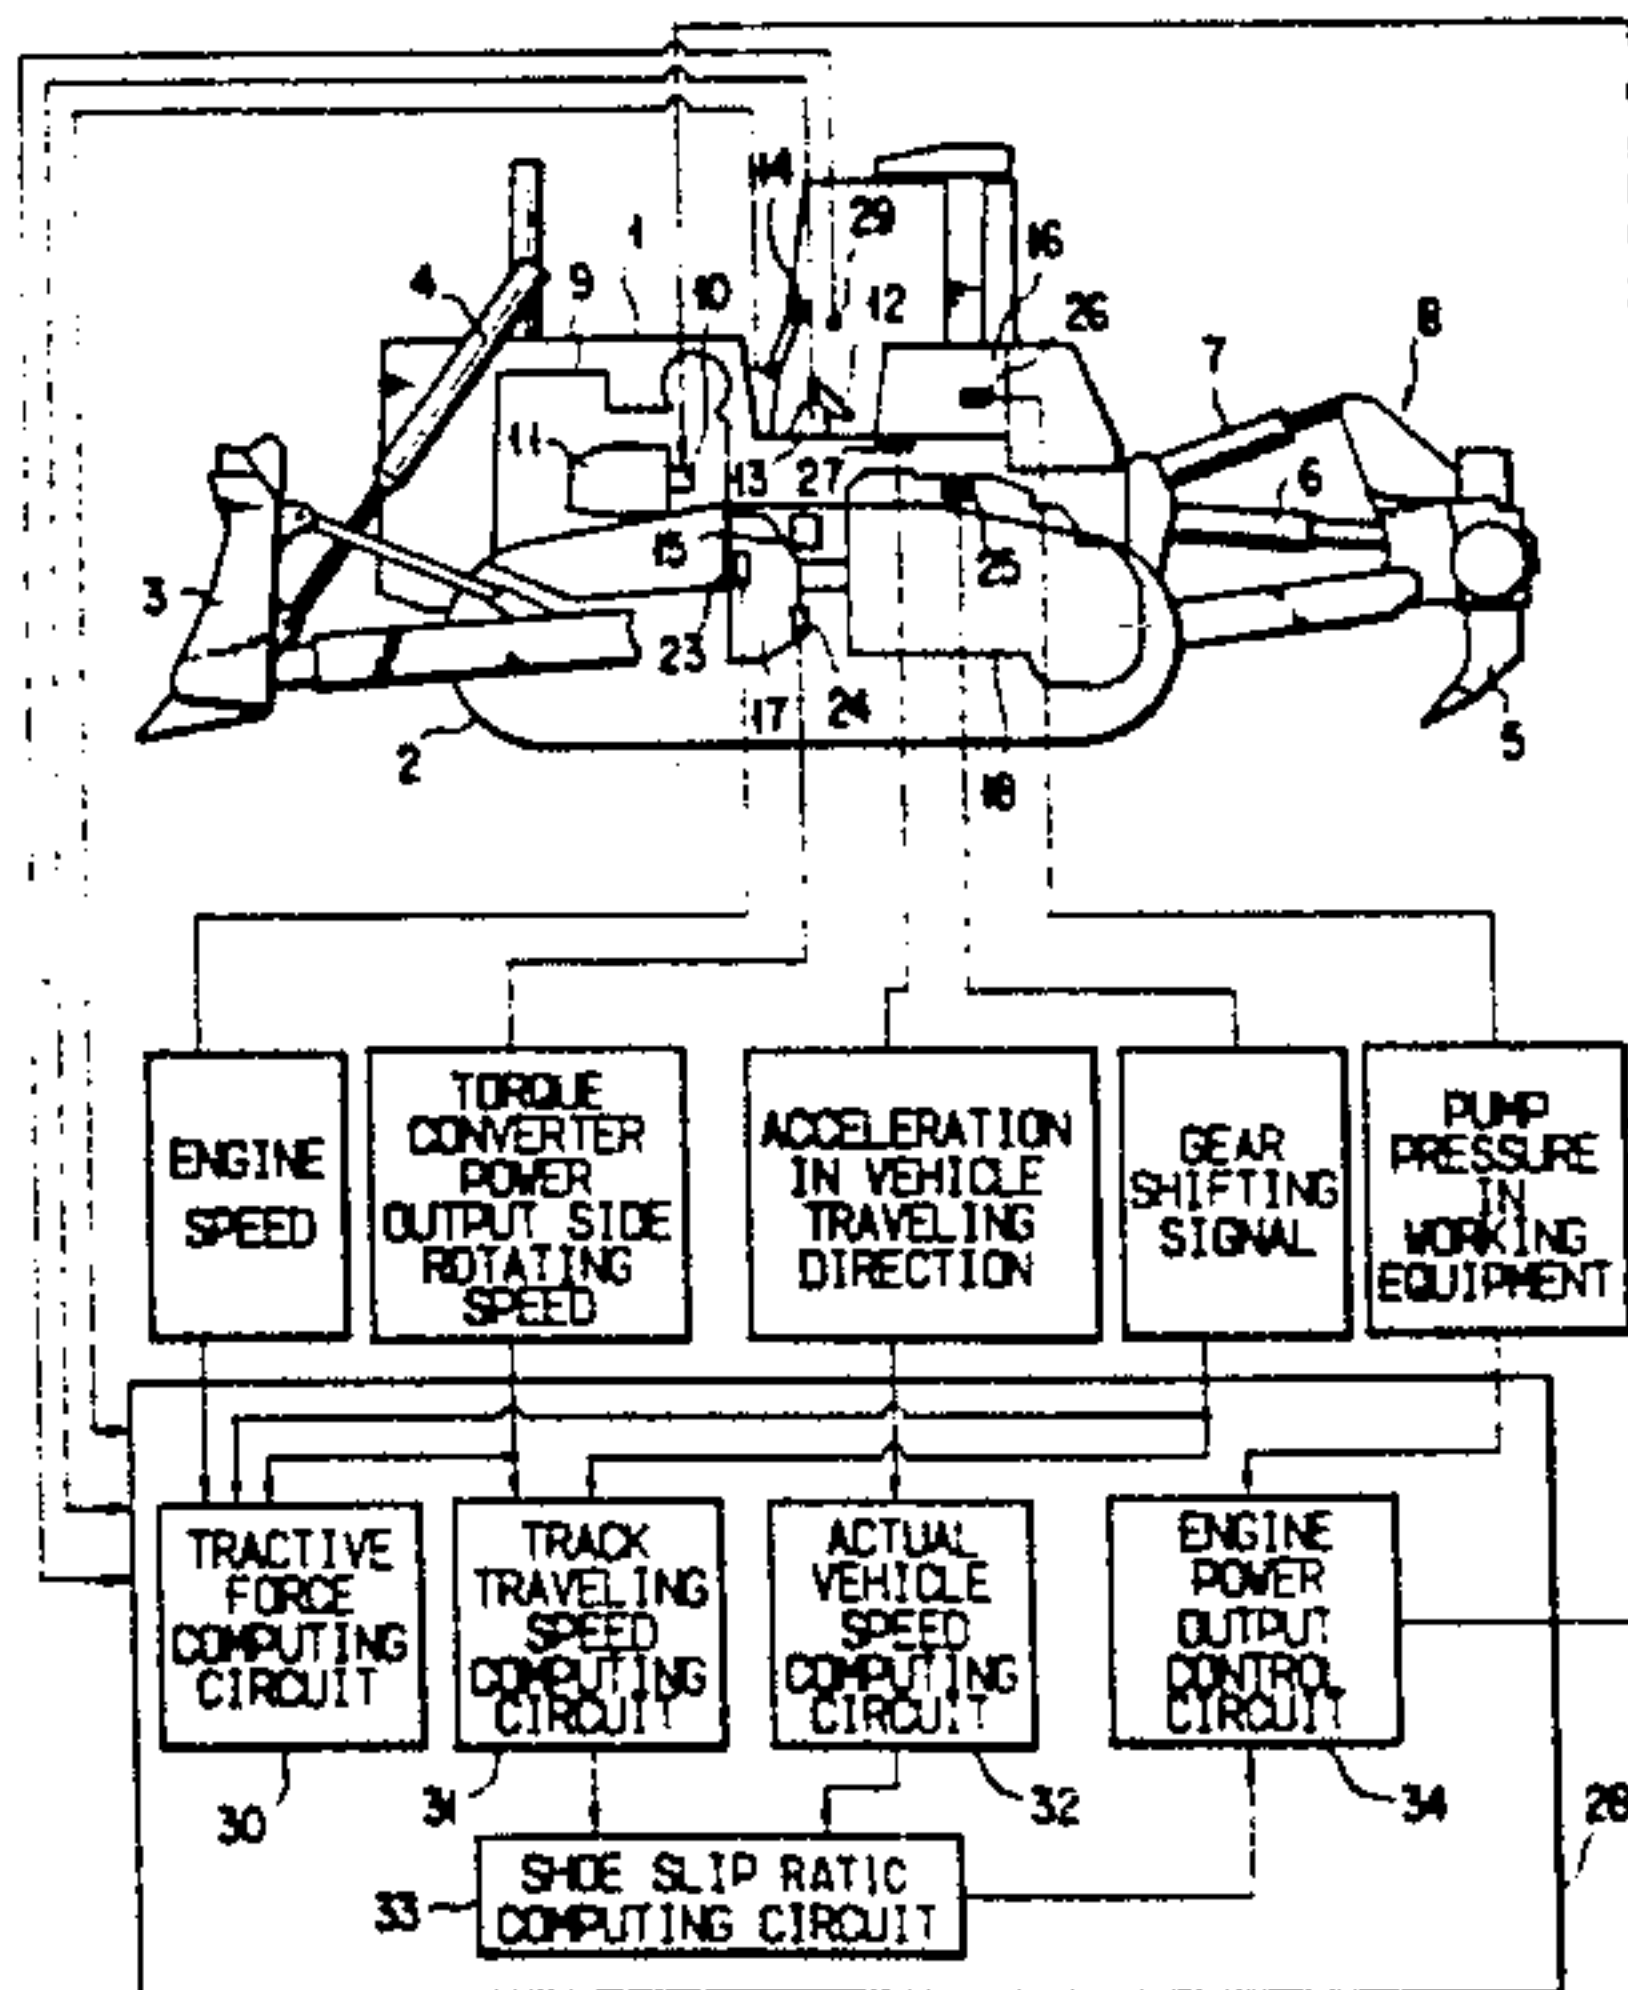 14
29
1
16
4
9
10
12
26
8
7
11
13
27
6
15
25
3
23
17
24
2
18
5
ENGINE
SPEED
TORQUE
CONVERTER
POWER
OUTPUT SIDE
ROTATING
SPEED
ACCELERATION
IN VEHICLE
TRAVELING
DIRECTION
GEAR
SHIFTING
SIGNAL
PUMP
PRESSURE
IN
WORKING
EQUIPMENT
TRACTIVE
FORCE
COMPUTING
CIRCUIT
TRACK
TRAVELING
SPEED
COMPUTING
CIRCUIT
ACTUAL
VEHICLE
SPEED
COMPUTING
CIRCUIT
ENGINE
POWER
OUTPUT
CONTROL
CIRCUIT
30
31
32
34
28
33
SHOE SLIP RATIC
COMPUTING CIRCUIT